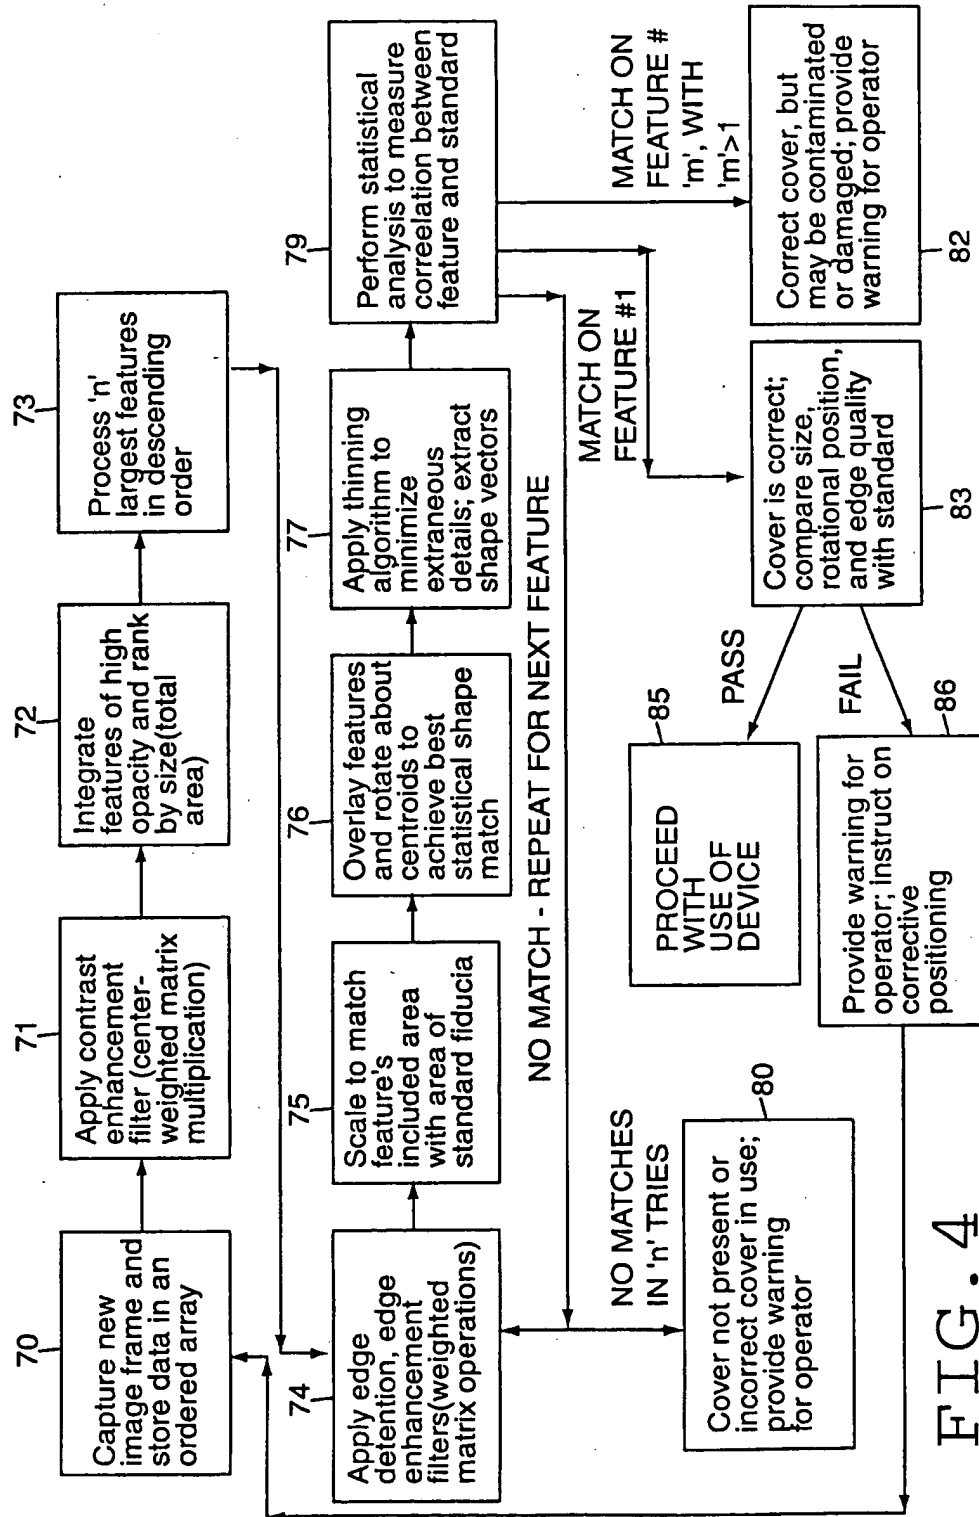 70
Capture new
image frame and
store data in an
ordered array
71
Apply contrast
enhancement
filter (center-
weighted matrix
multiplication)
72
Integrate
features of high
opacity and rank
by size(total
area)
73
Process 'n'
largest features
in descending
order
74
Apply edge
detention, edge
enhancement
filters(weighted
matrix operations)
75
Scale to match
feature's
included area
with area of
standard fiducia
76
Overlay features
and rotate about
centroids to
achieve best
statistical shape
match
77
Apply thinning
algorithm to
minimize
extraneous
details; extract
shape vectors
79
Perform statistical
analysis to measure
correelation between
feature and standard
NO MATCH - REPEAT FOR NEXT FEATURE
MATCH ON
FEATURE #1
MATCH ON
FEATURE #
'm', WITH
'm'>1
NO MATCHES
IN 'n' TRIES
80
Cover not present or
incorrect cover in use;
provide warning
for operator
85
PROCEED
WITH
USE OF
DEVICE
PASS
83
Cover is correct;
compare size,
rotational position,
and edge quality
with standard
82
Correct cover, but
may be contaminated
or damaged; provide
warning for operator
FAIL
86
Provide warning for
operator; instruct on
corrective
positioning
FIG. 4